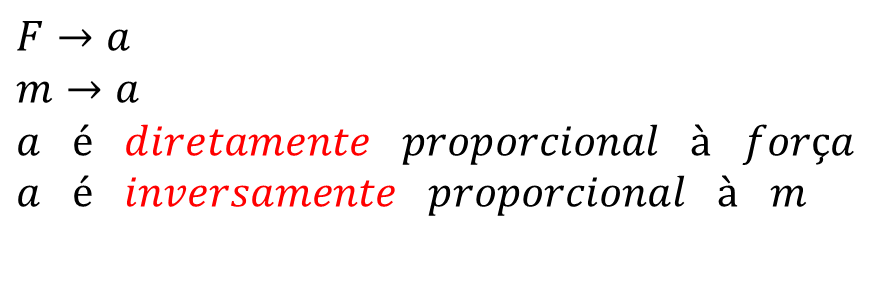 F → a
m → a
a é diretamente proporcional à força
a é inversamente proporcional à m